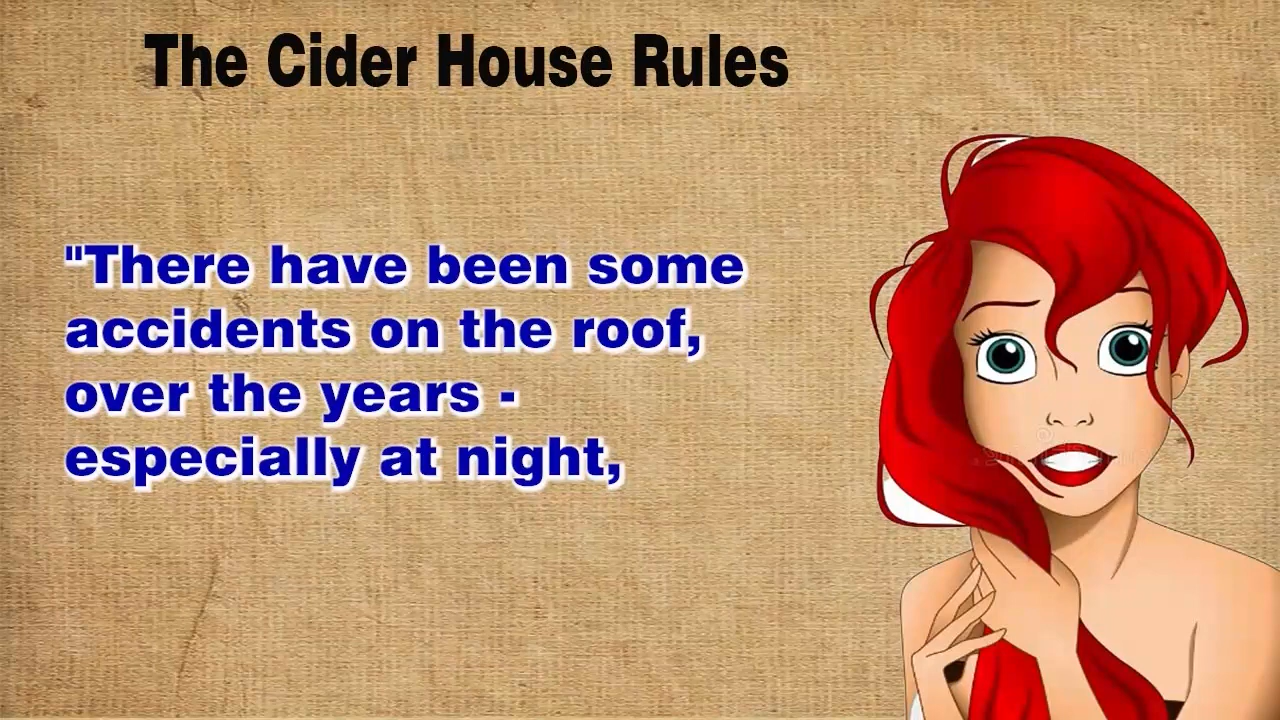 The Cider House Rules
"There have been some
accidents on the roof,
over the years -
especially at night,